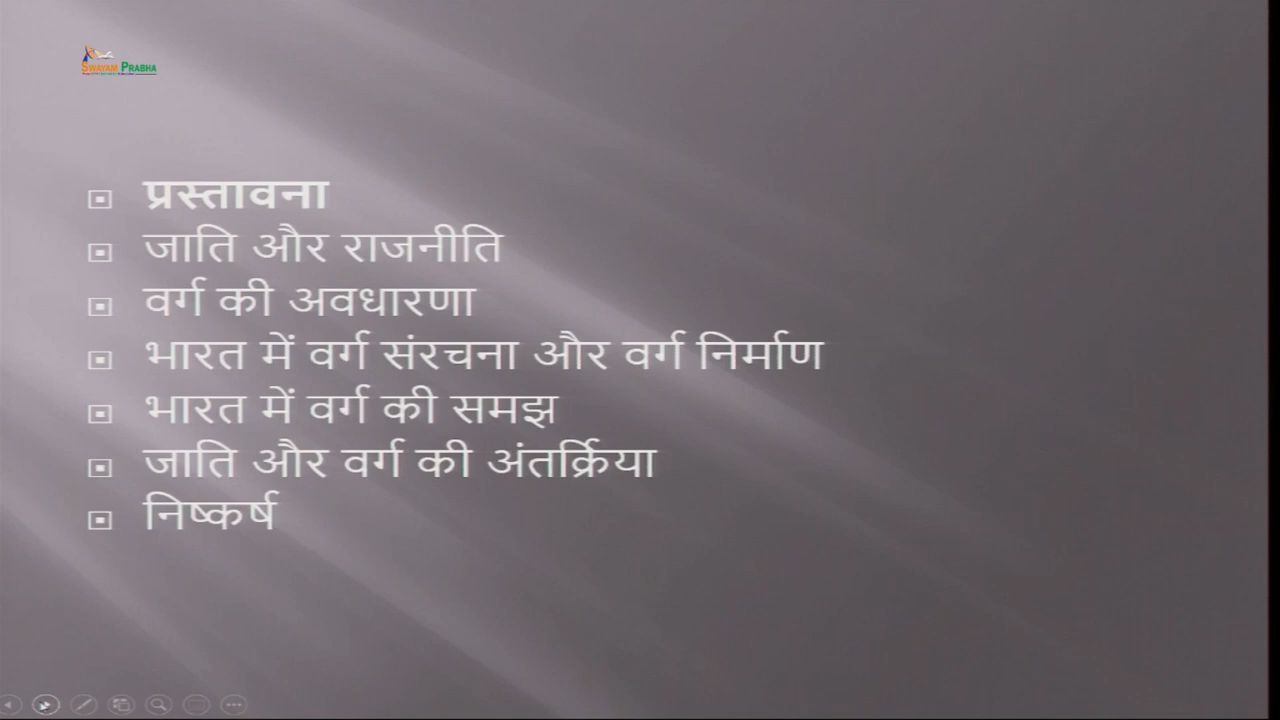 SWAYAM PRABHA
प्रस्तावना
जाति और राजनीति
वर्ग की अवधारणा
भारत में वर्ग संरचना और वर्ग निर्माण
भारत में वर्ग की समझ
जाति और वर्ग की अंतर्क्रिया
निष्कर्ष